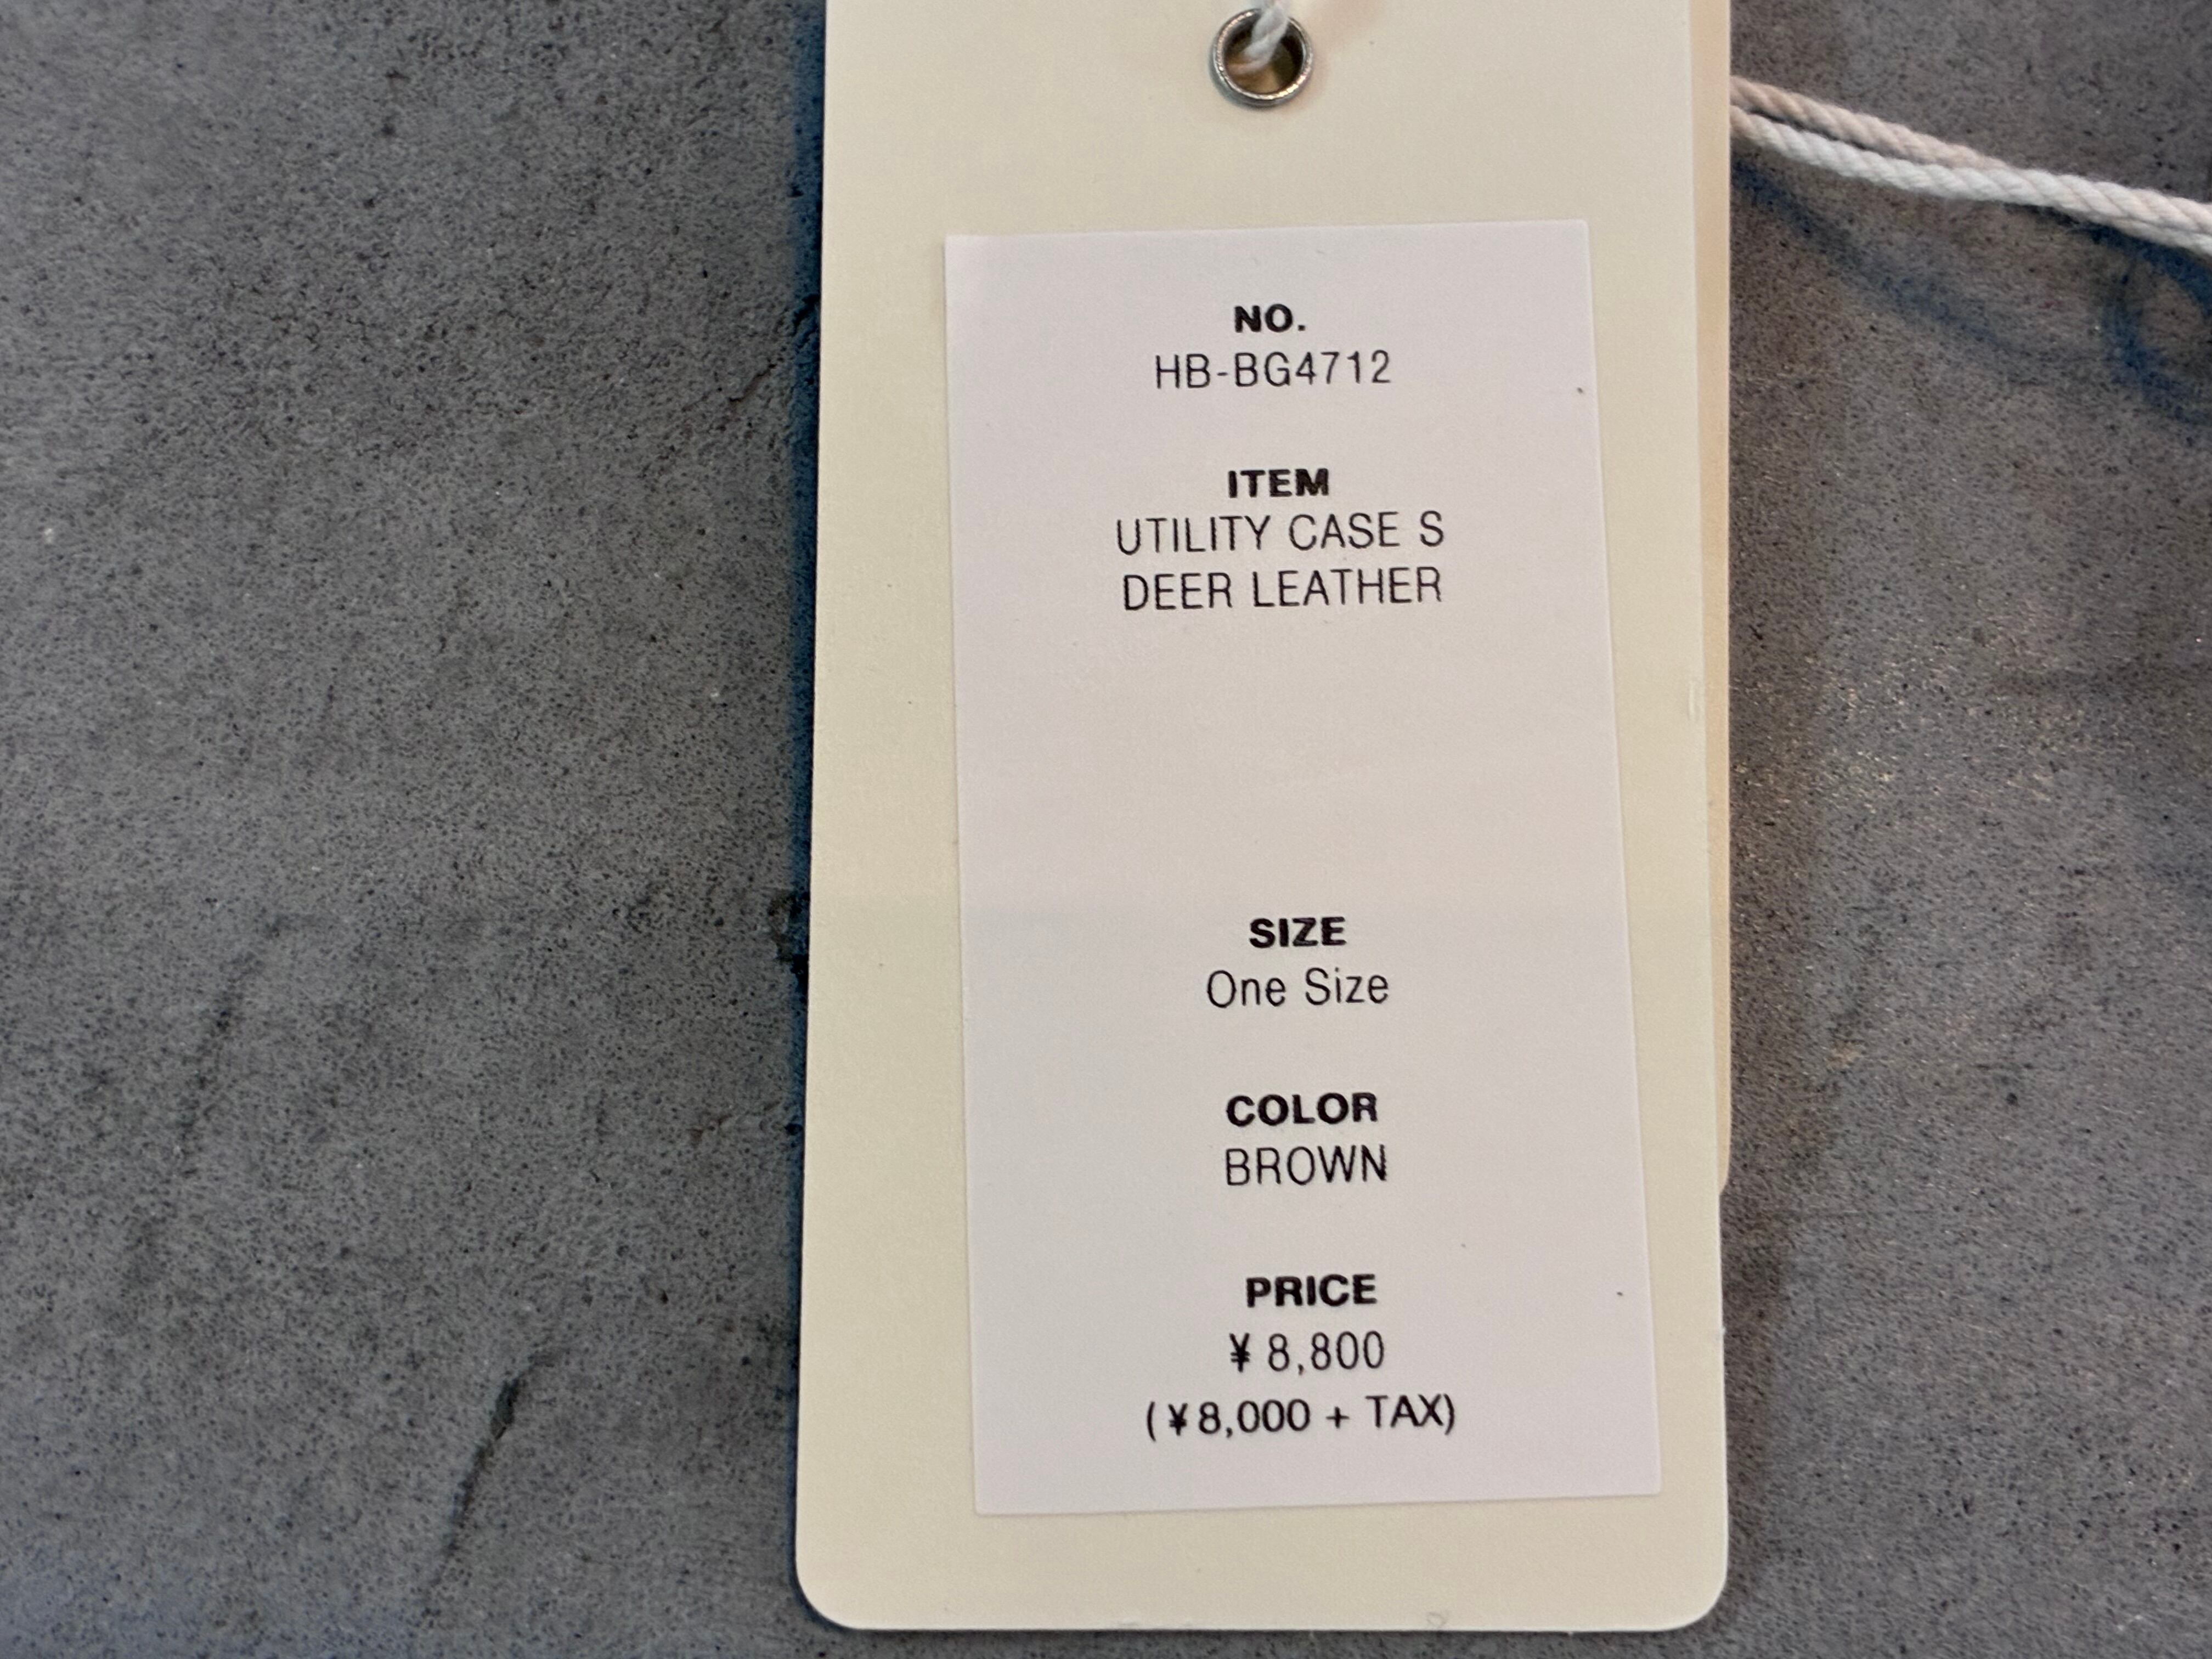 NO.
HB-BG4712
ITEM
UTILITY CASE S
DEER LEATHER
SIZE
One Size
COLOR
BROWN
PRICE
¥ 8,800
(¥8,000 + TAX)